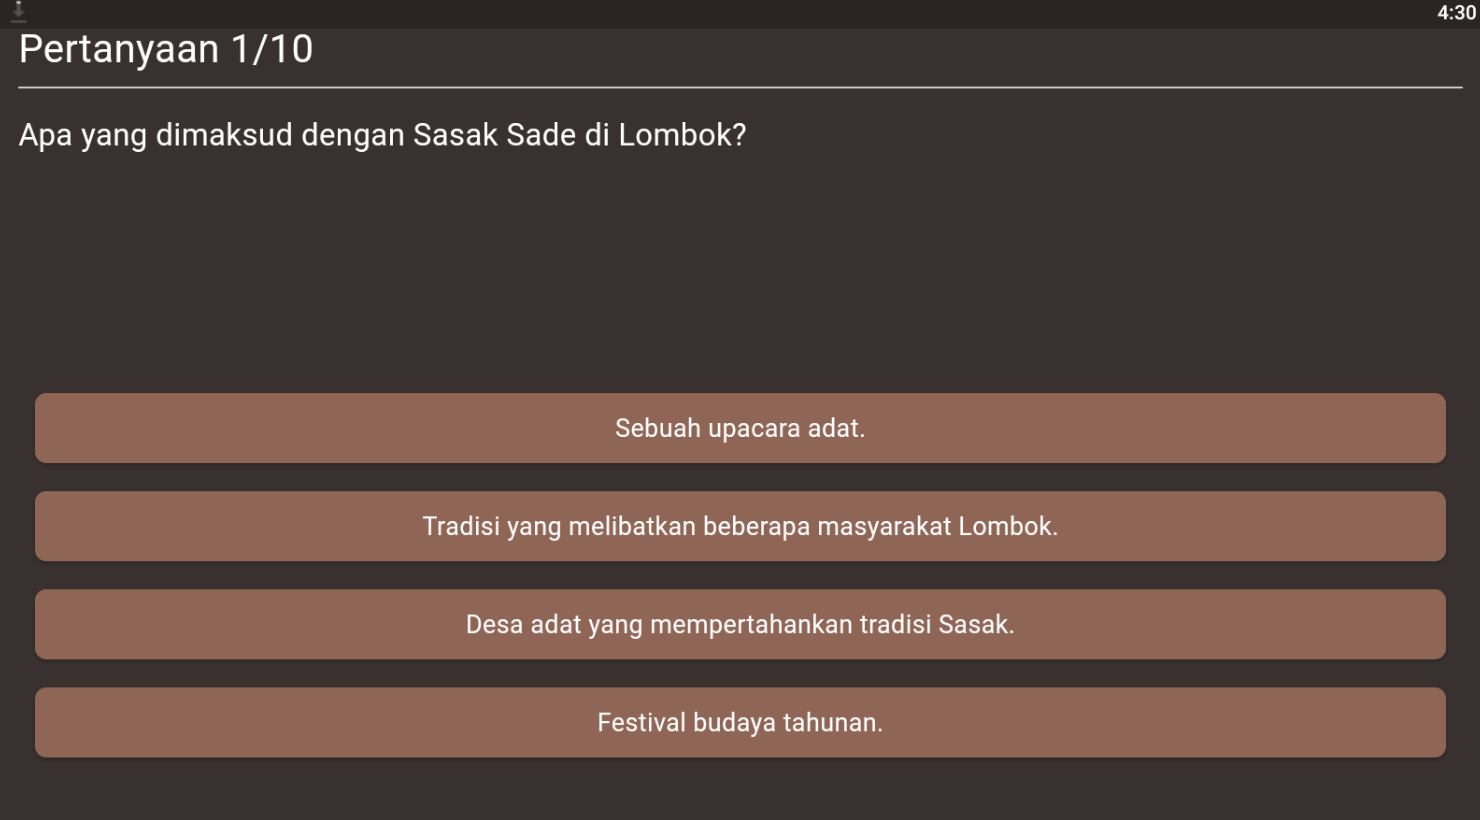 4:30
Pertanyaan 1/10
Apa yang dimaksud dengan Sasak Sade di Lombok?
Sebuah upacara adat.
Tradisi yang melibatkan beberapa masyarakat Lombok.
Desa adat yang mempertahankan tradisi Sasak.
Festival budaya tahunan.